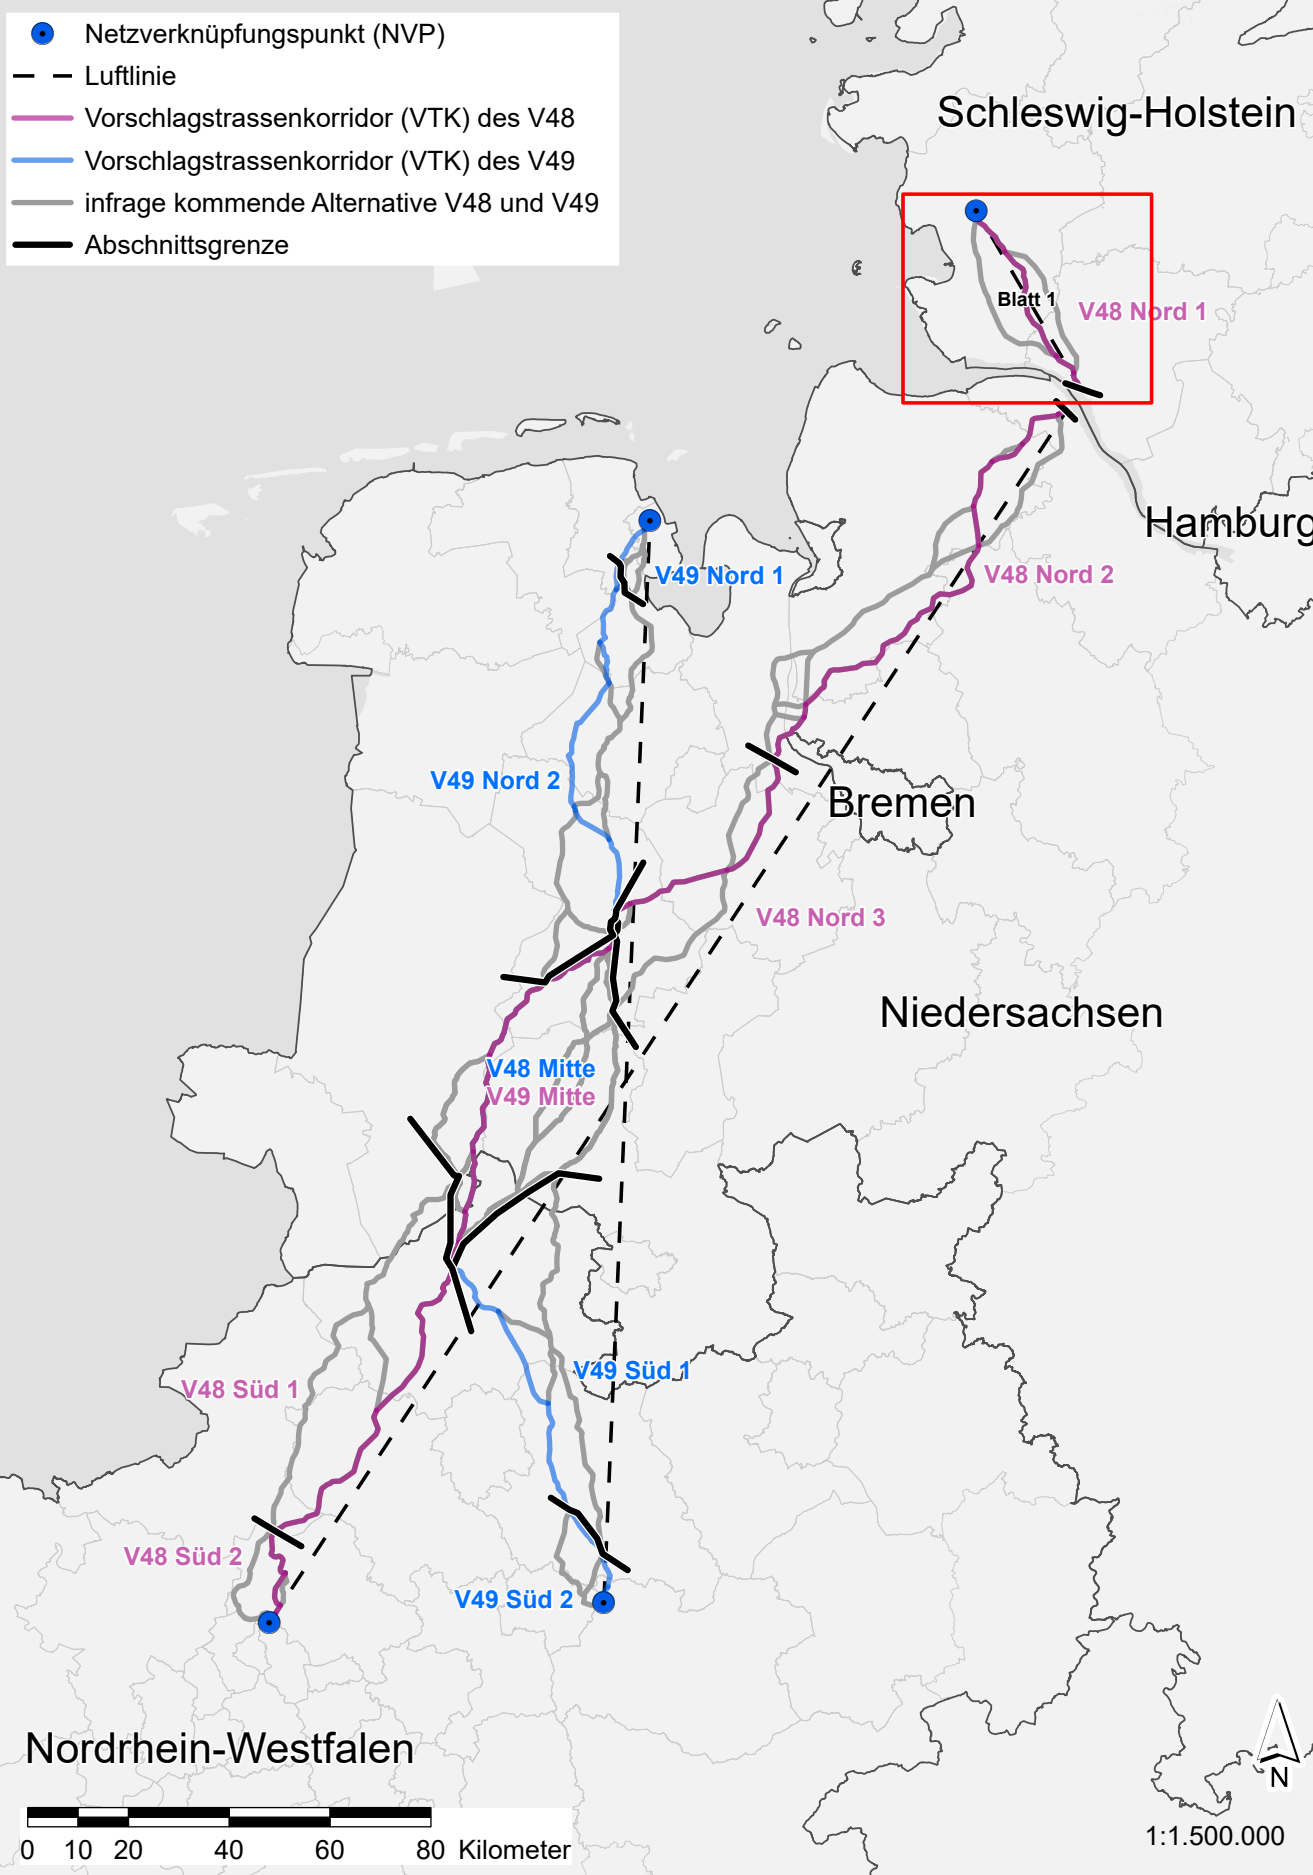 Netzverknüpfungspunkt (NVP)
Luftlinie
Vorschlagstrassenkorridor (VTK) des V48
Vorschlagstrassenkorridor (VTK) des V49
infrage kommende Alternative V48 und V49
Abschnittsgrenze
Schleswig-Holstein
Blatt 1
V48 Nord 1
Hamburg
V49 Nord 1
V48 Nord 2
V49 Nord 2
Bremen
V48 Nord 3
Niedersachsen
V48 Mitte
V49 Mitte
V49 Süd 1
V48 Süd 1
V48 Süd 2
V49 Süd 2
Nordrhein-Westfalen
N
0 10 20 40 60 80 Kilometer
1:1.500.000